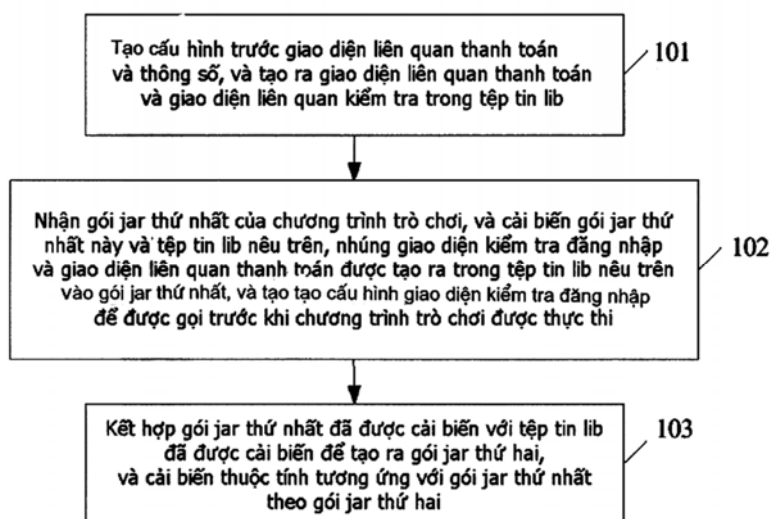 Tạo cấu hình trước giao diện liên quan thanh toán
và thông số, và tạo ra giao diện liên quan thanh toán
và giao diện liên quan kiểm tra trong tệp tin lib
101
Nhận gói jar thứ nhất của chương trình trò chơi, và cải biến gói jar thứ
nhất này và tệp tin lib nêu trên, nhúng giao diện kiểm tra đăng nhập
và giao diện liên quan thanh toán được tạo ra trong tệp tin lib nêu trên
vào gói jar thứ nhất, và tạo tạo cấu hình giao diện kiểm tra đăng nhập
để được gọi trước khi chương trình trò chơi được thực thi
102
Kết hợp gói jar thứ nhất đã được cải biến với tệp tin lib
đã được cải biến để tạo ra gói jar thứ hai,
và cải biến thuộc tính tương ứng với gói jar thứ nhất
theo gói jar thứ hai
103